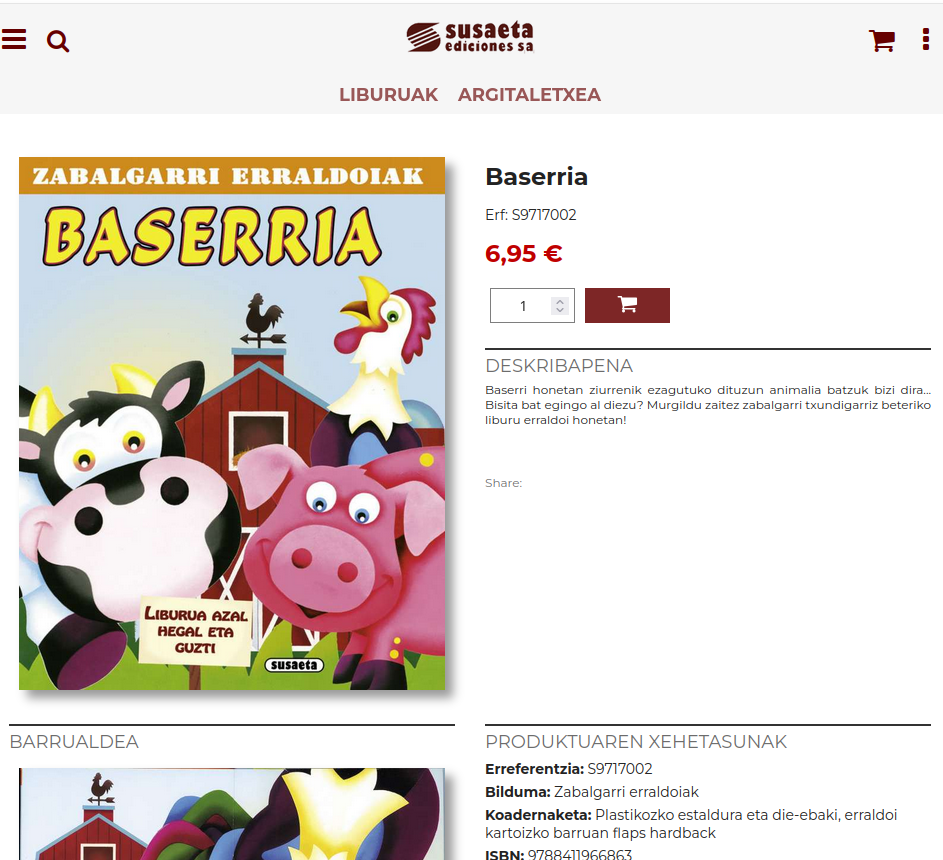 susaeta
ediciones sa
LIBURUAK ARGITALETXEA
ZABALGARRI ERRALDOIAK
BASERRIA
LIBURUA AZAL
HEGAL ETA
GUZTI
susaeta
Baserria
Erf: S9717002
6,95 €
1
DESKRIBAPENA
Baserri honetan ziurrenik ezagutuko dituzun animalia batzuk bizi dira...
Bisita bat egingo al diezu? Murgildu zaitez zabalgarri txundigarriz beteriko
liburu erraldoi honetan!
Share:
BARRUALDEA
PRODUKTUAREN XEHETASUNAK
Erreferentzia: S9717002
Bilduma: Zabalgarri erraldoiak
Koadernaketa: Plastikozko estaldura eta die-ebaki, erraldoi
kartoizko barruan flaps hardback
ISBN: 9788411966863